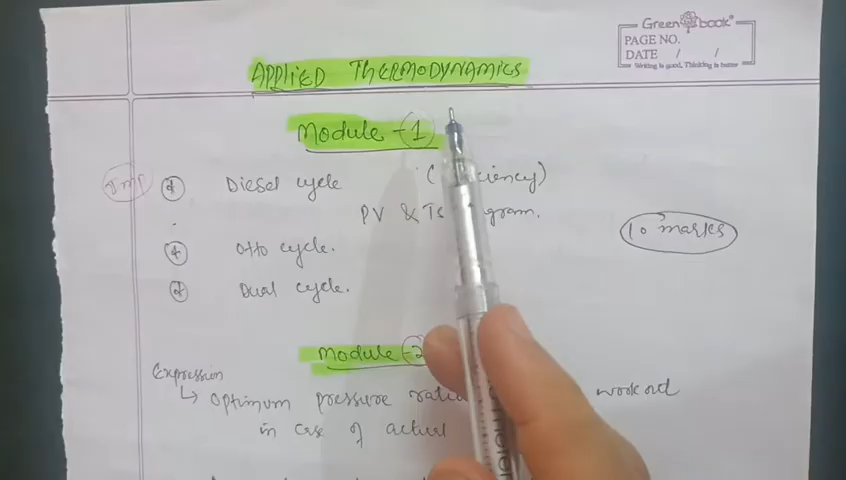 Green book
PAGE NO.
DATE / /
Writing is good, Thinking is better
APPLIED THERMODYNAMICS
Module -1
Imp Diesel cycle
PV & Ts
10 marks
Otto cycle.
Dual cycle.
Module -2
Expression
↳ optimum pressure
in case of actual